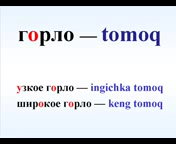 горло — tomoq
узкое горло — ingichka tomoq
широкое горло — keng tomoq